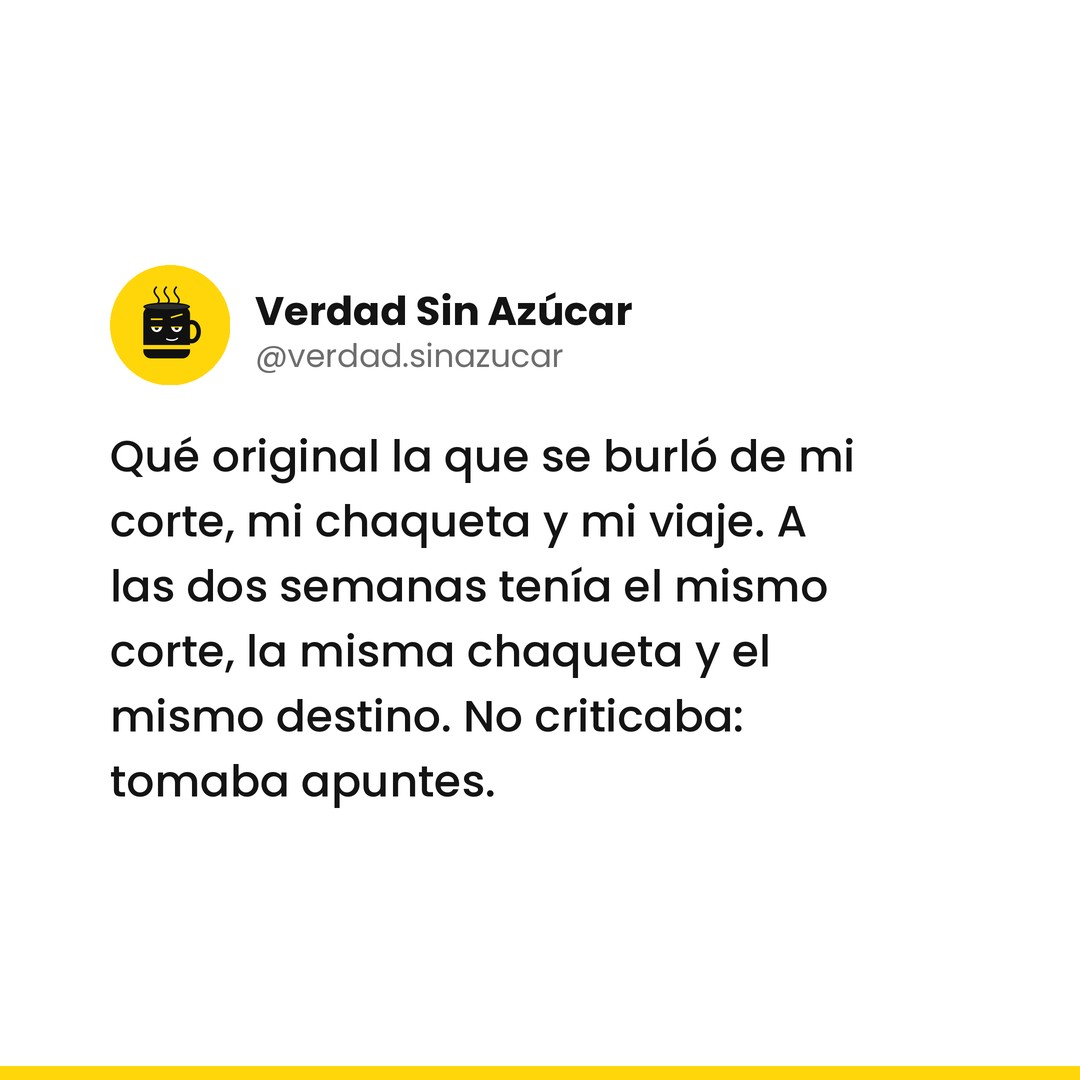 Verdad Sin Azúcar
@verdad.sinazucar
Qué original la que se burló de mi
corte, mi chaqueta y mi viaje. A
las dos semanas tenía el mismo
corte, la misma chaqueta y el
mismo destino. No criticaba:
tomaba apuntes.